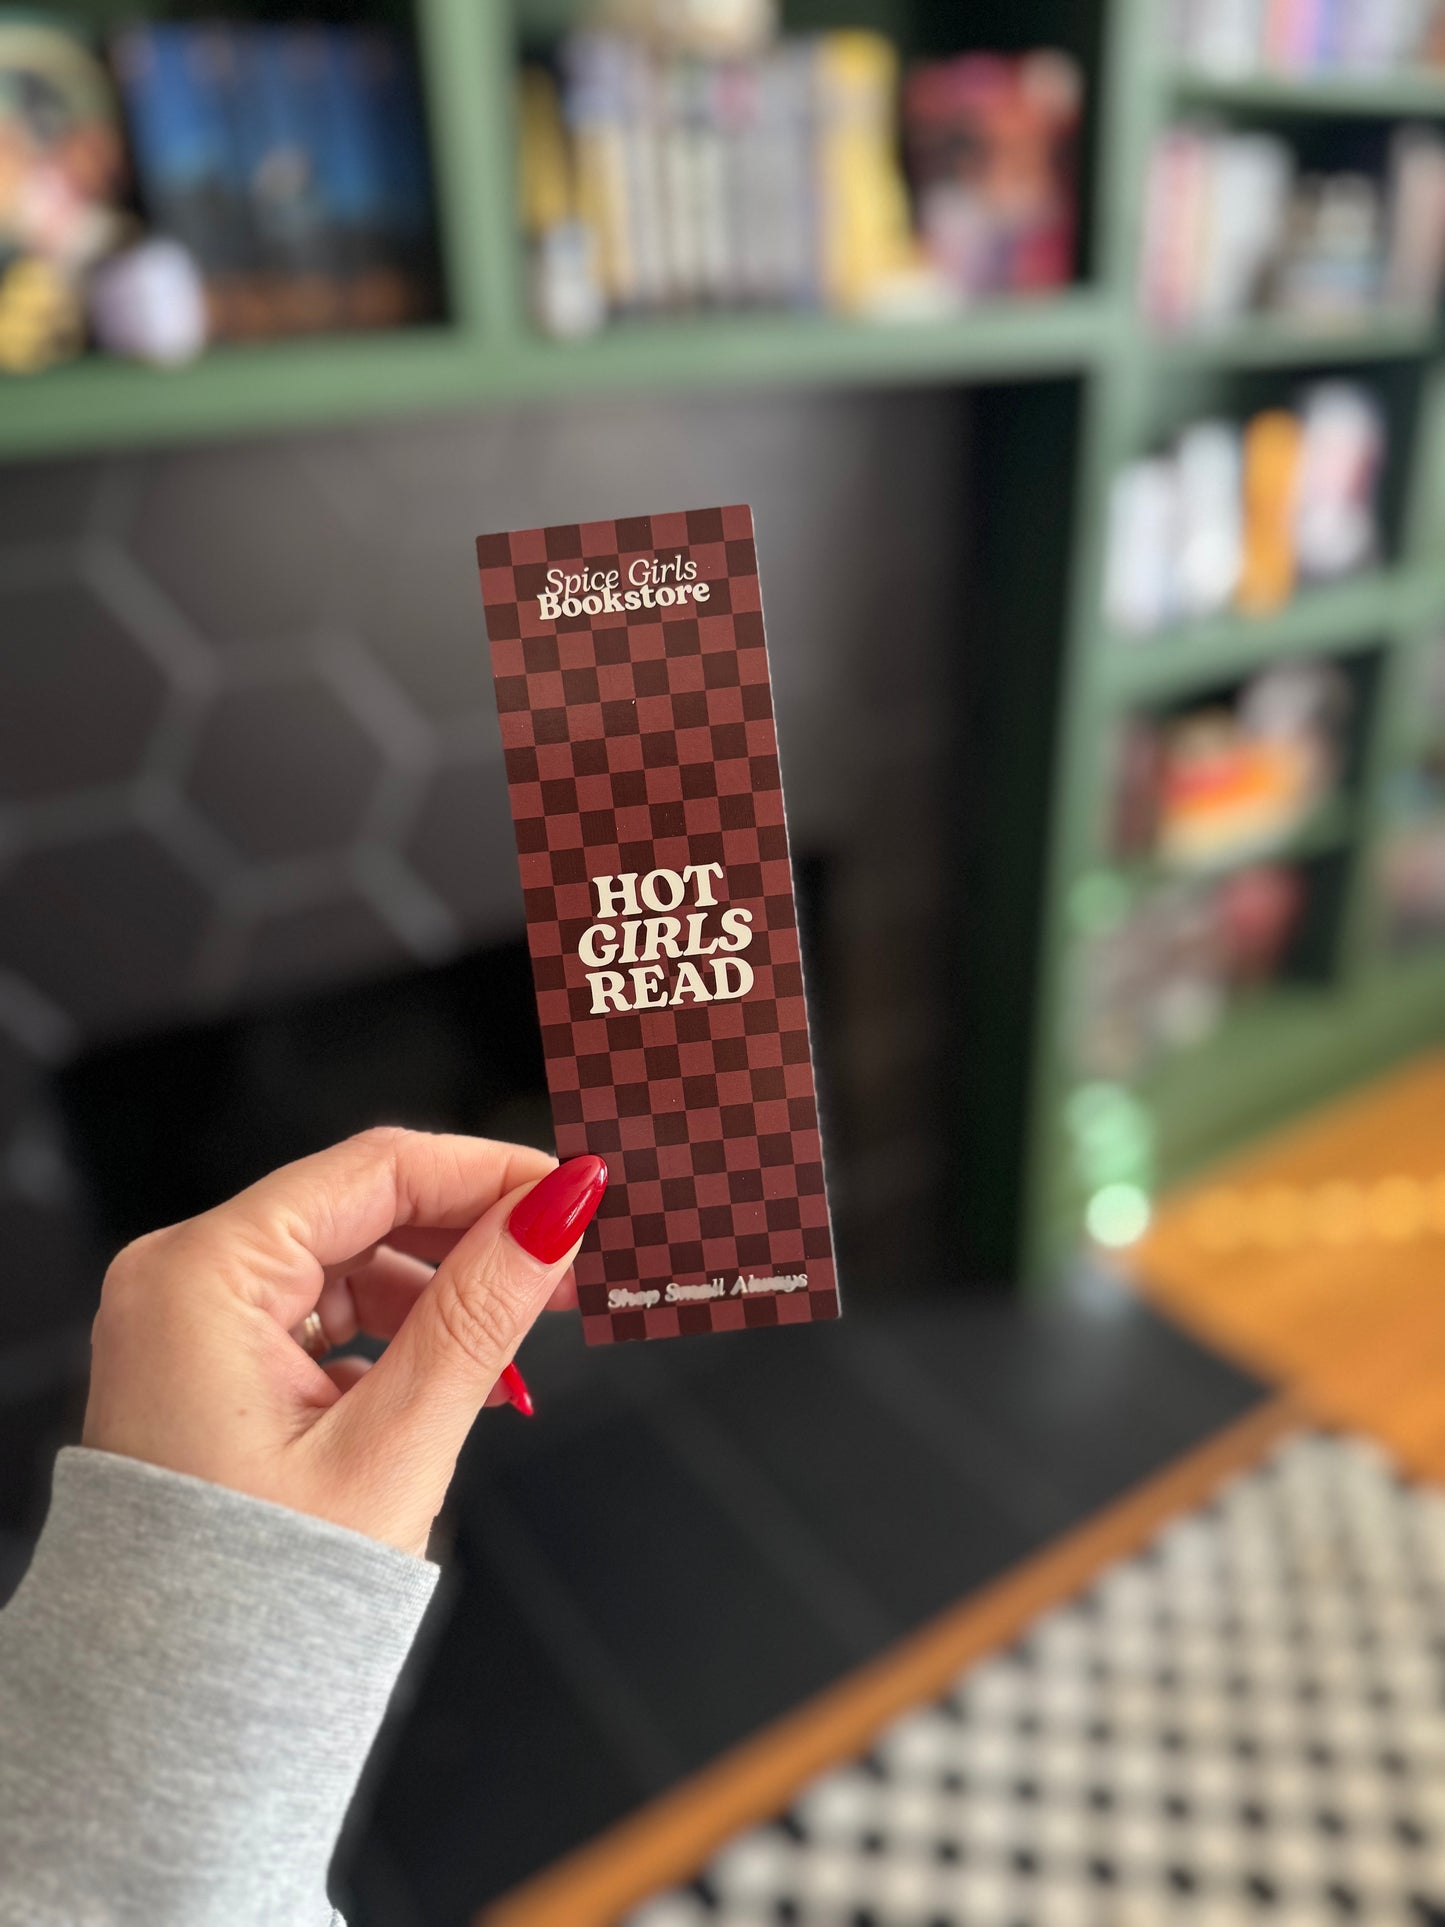 Spice Girls
Bookstore
HOT
GIRLS
READ
Shop Small Always